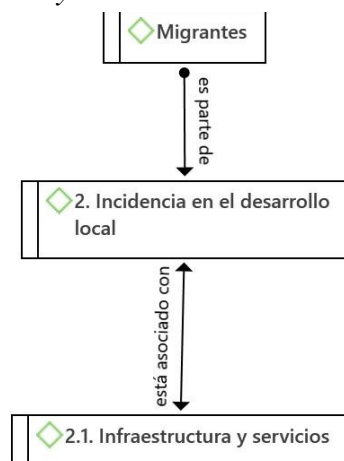 Migrantes
es parte de
2. Incidencia en el desarrollo
local
está asociado con
2.1. Infraestructura y servicios